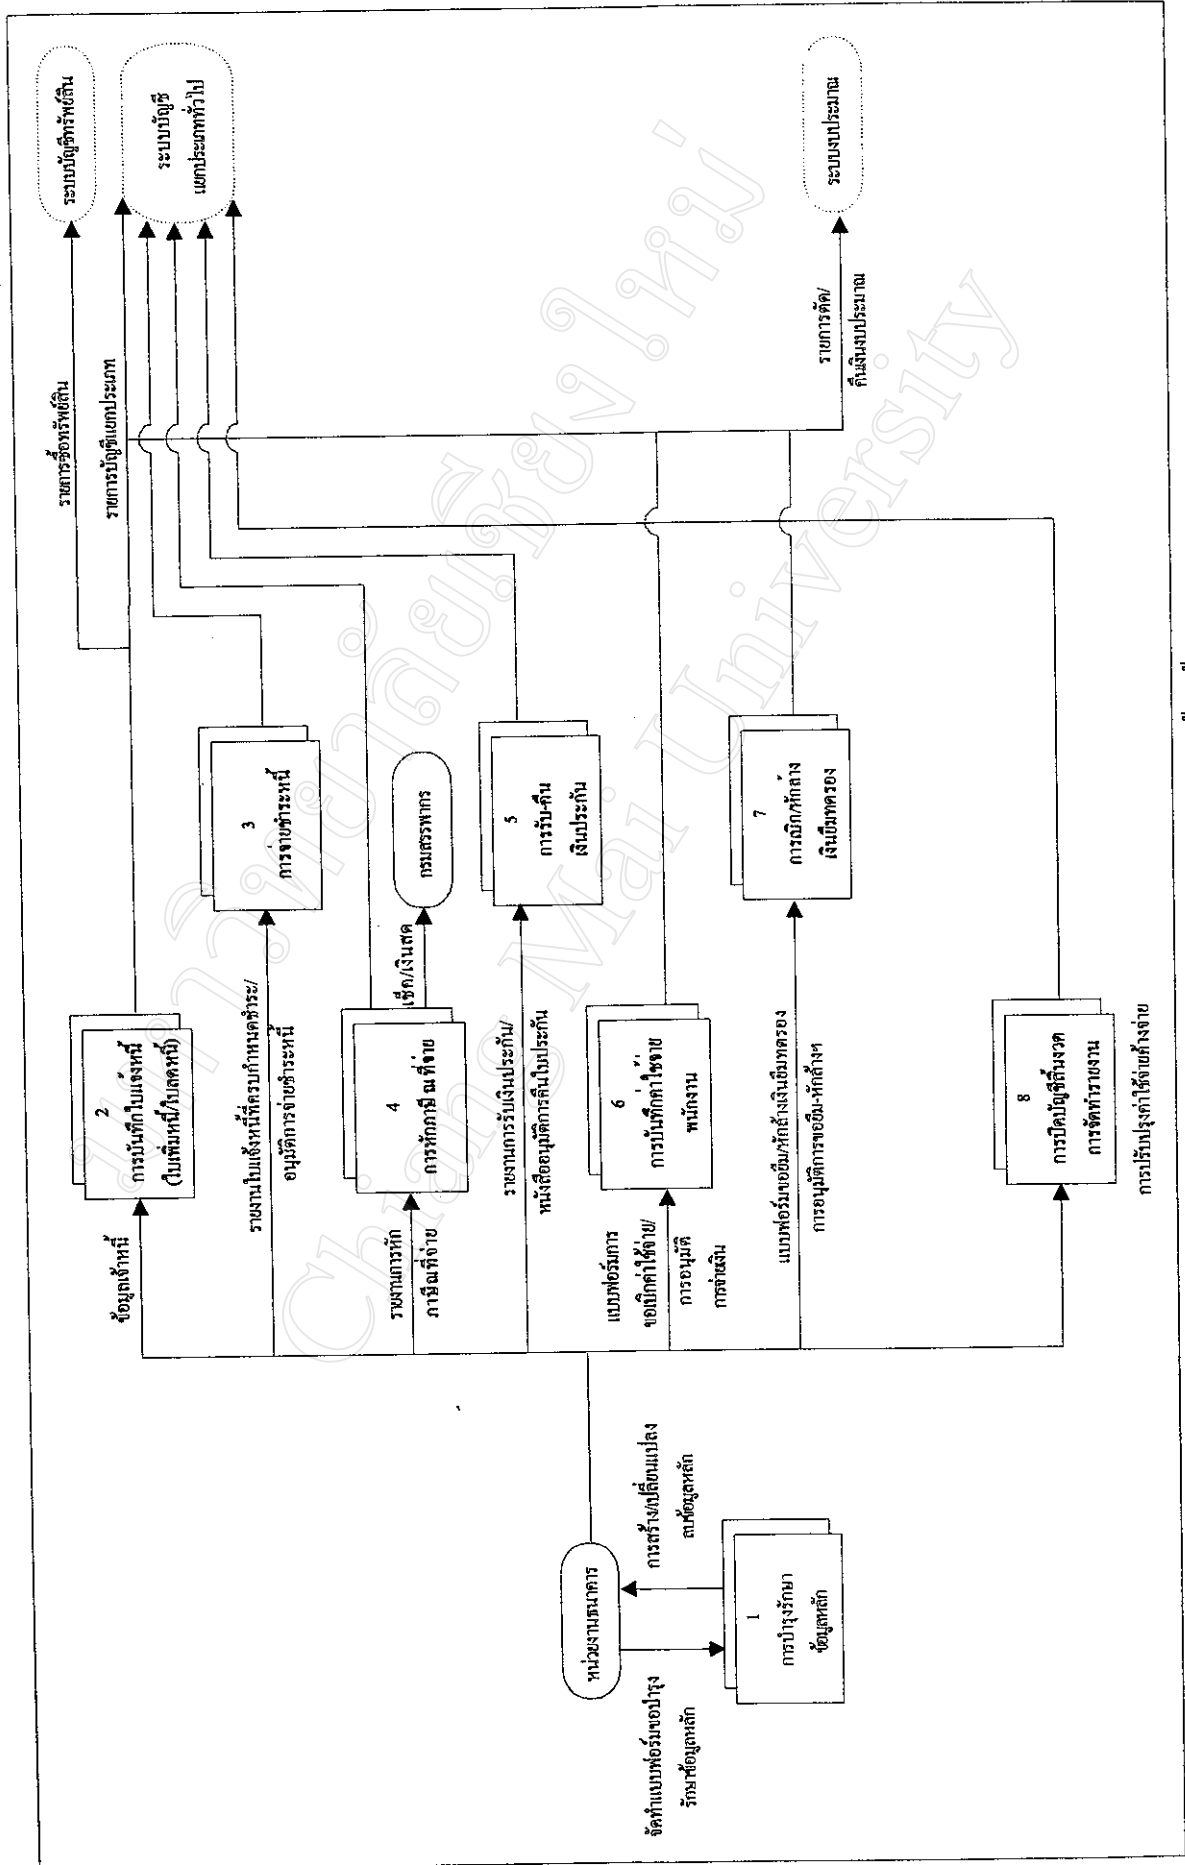 ระบบบัญชีทรัพย์สิน
ระบบบัญชี
แยกประเภททั่วไป
ระบบงบประมาณ
รายการซื้อทรัพย์สิน
รายการบัญชีแยกประเภท
รายการตัด/
คืนเงินงบประมาณ
2
การบันทึกใบแจ้งหนี้
(ใบเพิ่มหนี้/ใบลดหนี้)
3
การจ่ายชำระหนี้
4
การหักภาษี ณ ที่จ่าย
เช็ค/เงินสด
กรมสรรพากร
5
การรับ-คืน
เงินประกัน
6
การบันทึกค่าใช้จ่าย
พนักงาน
7
การเบิก/หักล้าง
เงินยืมทดรอง
8
การปิดบัญชีสิ้นงวด
การจัดทำรายงาน
ข้อมูลเจ้าหนี้
รายงานใบแจ้งหนี้ที่ครบกำหนดชำระ/
อนุมัติการจ่ายชำระหนี้
รายงานการหัก
ภาษีณที่จ่าย
รายงานการรับเงินประกัน/
หนังสืออนุมัติการคืนใบประกัน
แบบฟอร์มการ
ขอเบิกค่าใช้จ่าย/
การอนุมัติ
การจ่ายเงิน
แบบฟอร์มขอยืม/หักล้างเงินยืมทดรอง
การอนุมัติการขอยืม-หักล้างฯ
การปรับปรุงค่าใช้จ่ายค้างจ่าย
หน่วยงานธนาคาร
การสร้าง/เปลี่ยนแปลง
ลบข้อมูลหลัก
จัดทำแบบฟอร์มขอบำรุง
รักษาข้อมูลหลัก
1
การบำรุงรักษา
ข้อมูลหลัก
มหาวิทยาลัยเชียงใหม่
Chiang Mai University